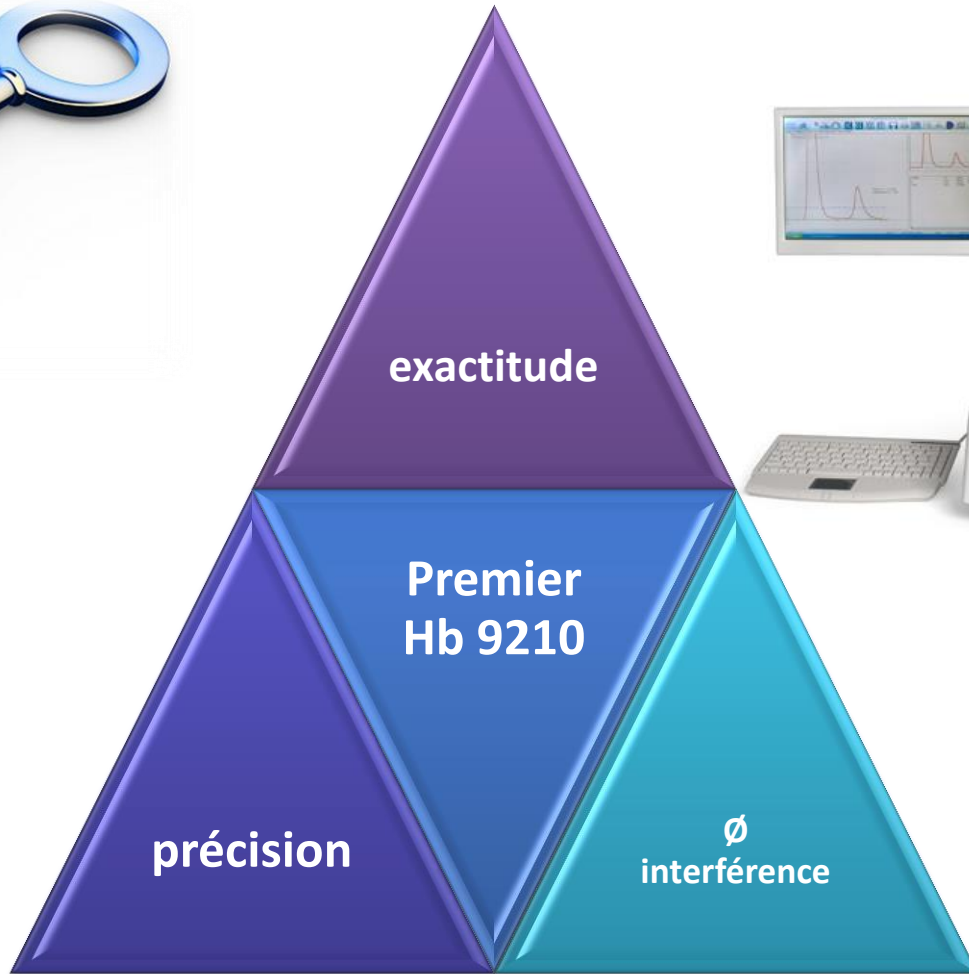 exactitude
Premier
Hb 9210
précision
Ø
interférence